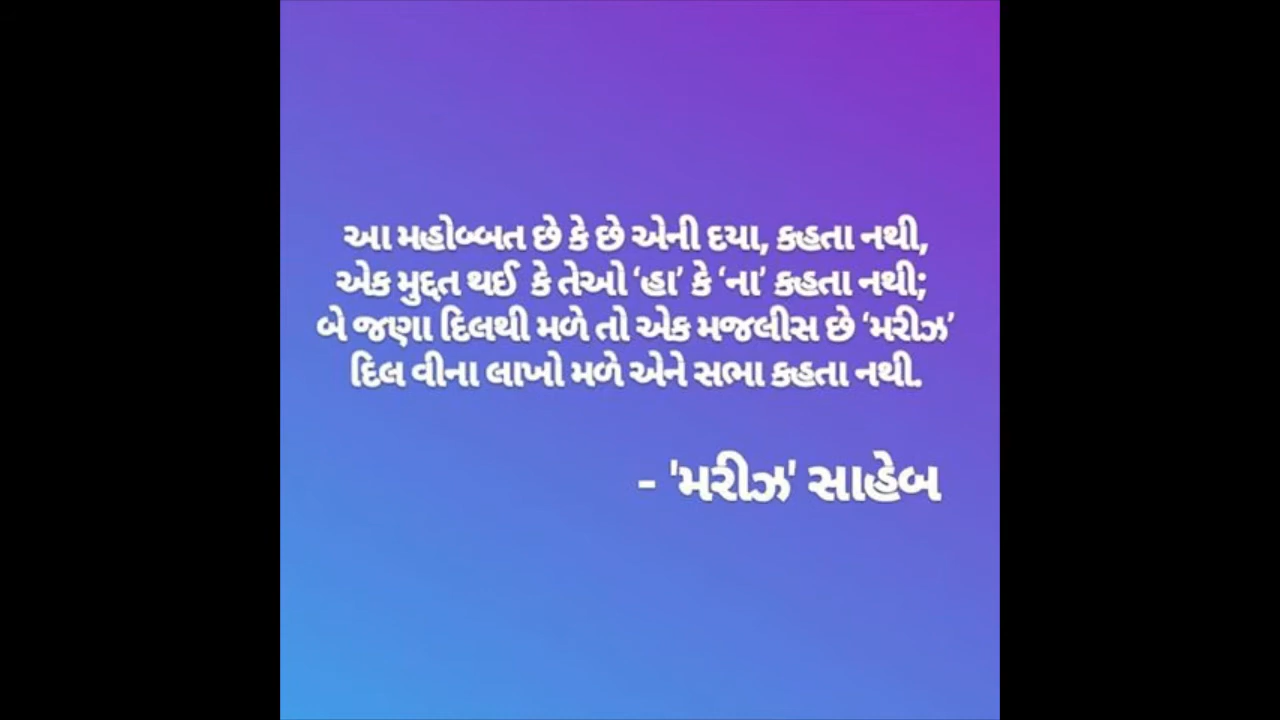 આ મહોબ્બત છે કે છે એની દયા, કહતા નથી,
એક મુદ્દત થઈ કે તેઓ ‘હા’ કે ‘ના’ કહતા નથી;
બે જણા દિલથી મળે તો એક મજલીસ છે ‘મરીઝ’
દિલ વીના લાખો મળે એને સભા કહતા નથી.
- 'મરીઝ' સાહેબ